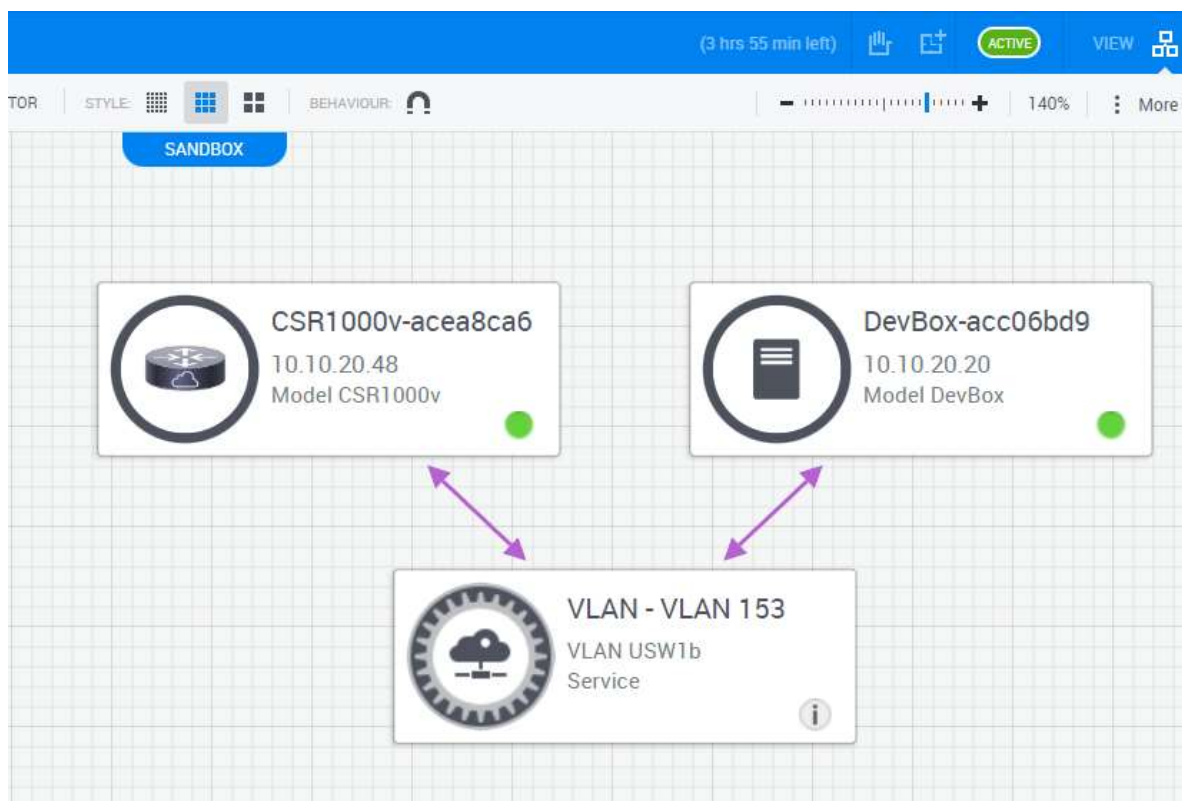 (3 hrs 55 min left) ACTIVE VIEW
TOR STYLE: BEHAVIOUR: 140% More
SANDBOX
CSR1000v-acea8ca6
10.10.20.48
Model CSR1000v
DevBox-acc06bd9
10.10.20.20
Model DevBox
VLAN - VLAN 153
VLAN USW1b
Service